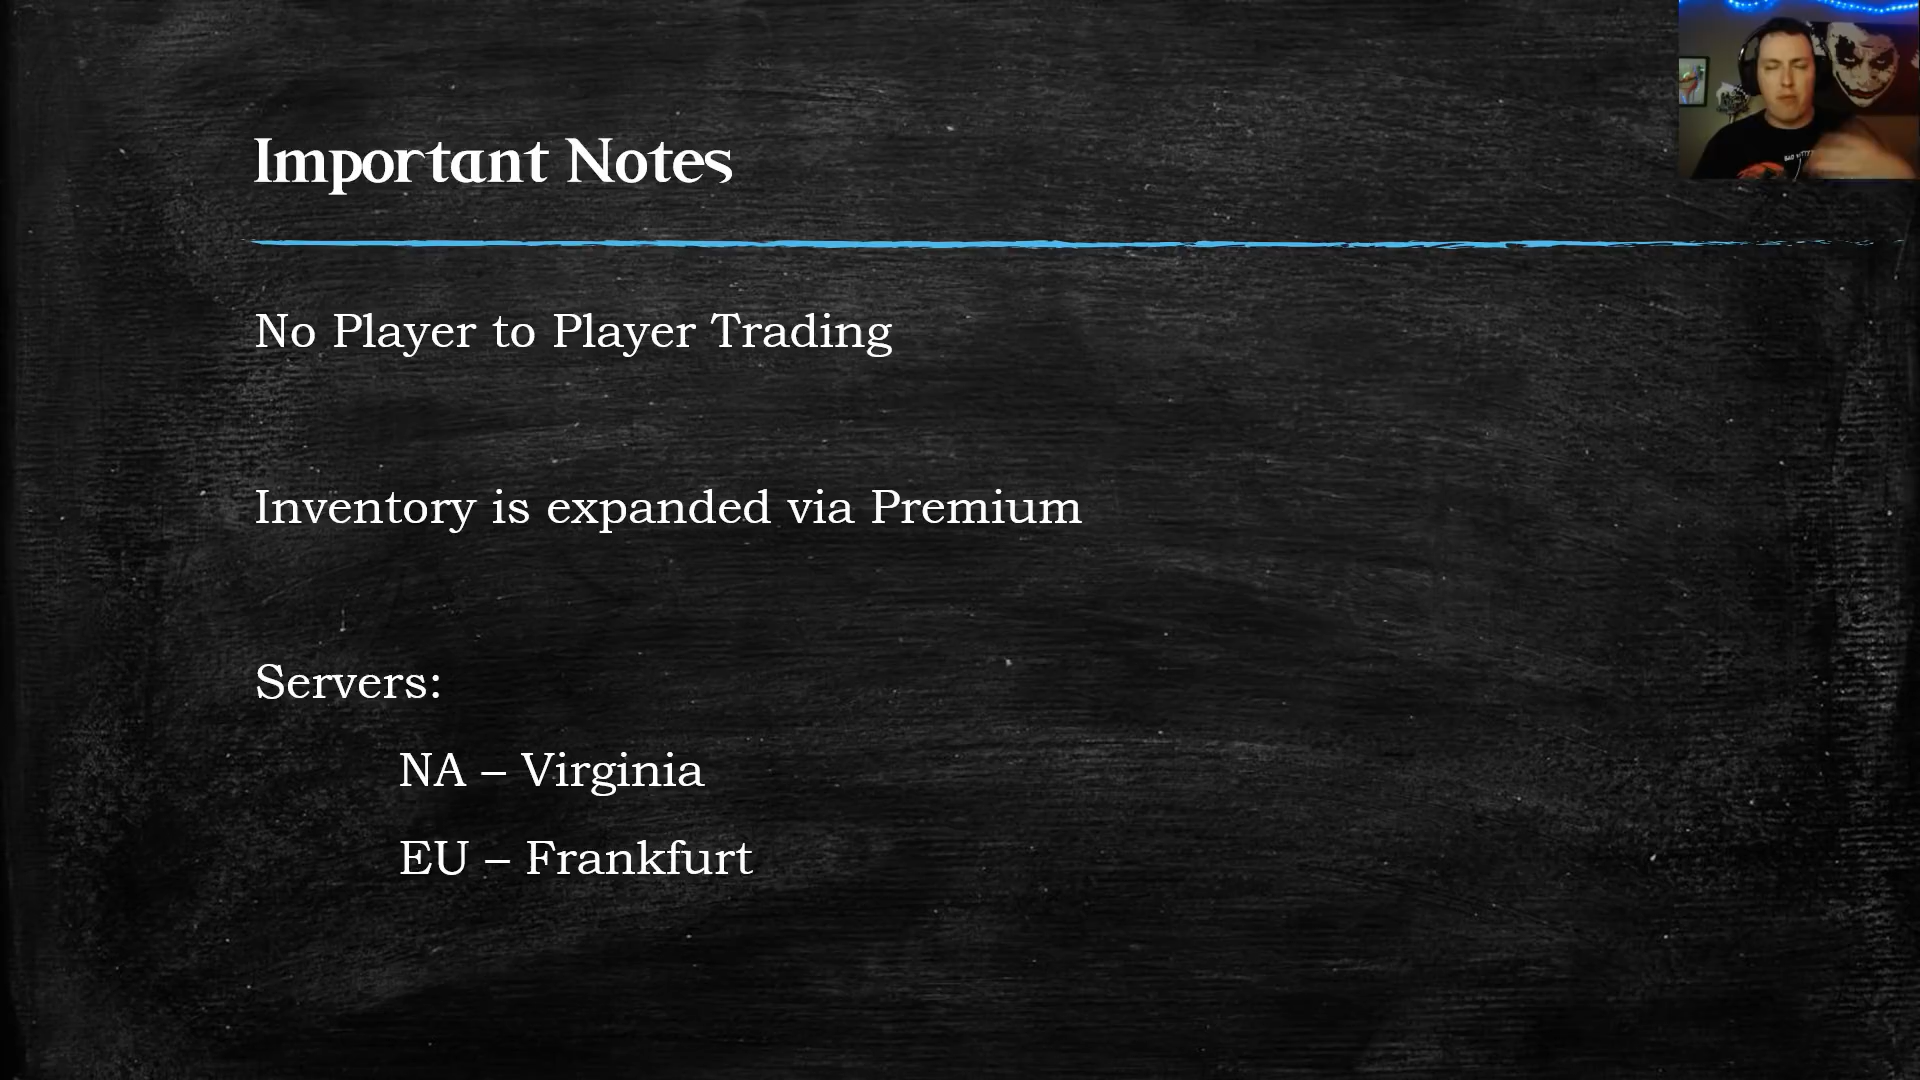 Important Notes
No Player to Player Trading
Inventory is expanded via Premium
Servers:
NA – Virginia
EU – Frankfurt